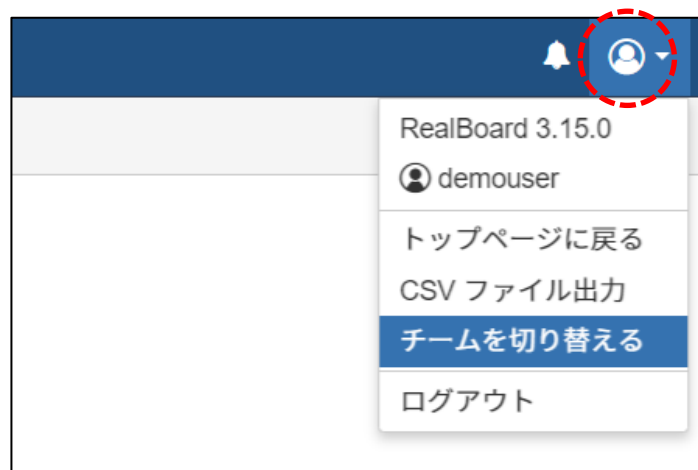 RealBoard 3.15.0
demouser
トップページに戻る
CSV ファイル出力
チームを切り替える
ログアウト